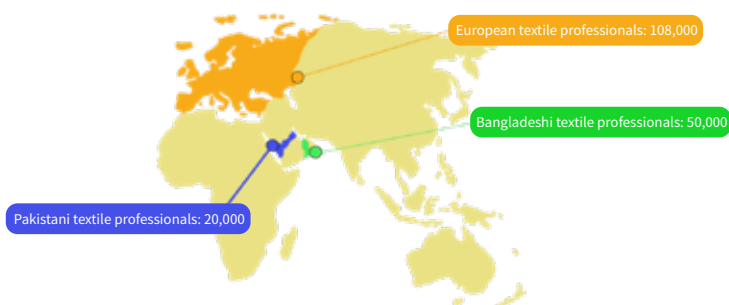 European textile professionals: 108,000
Bangladeshi textile professionals: 50,000
Pakistani textile professionals: 20,000